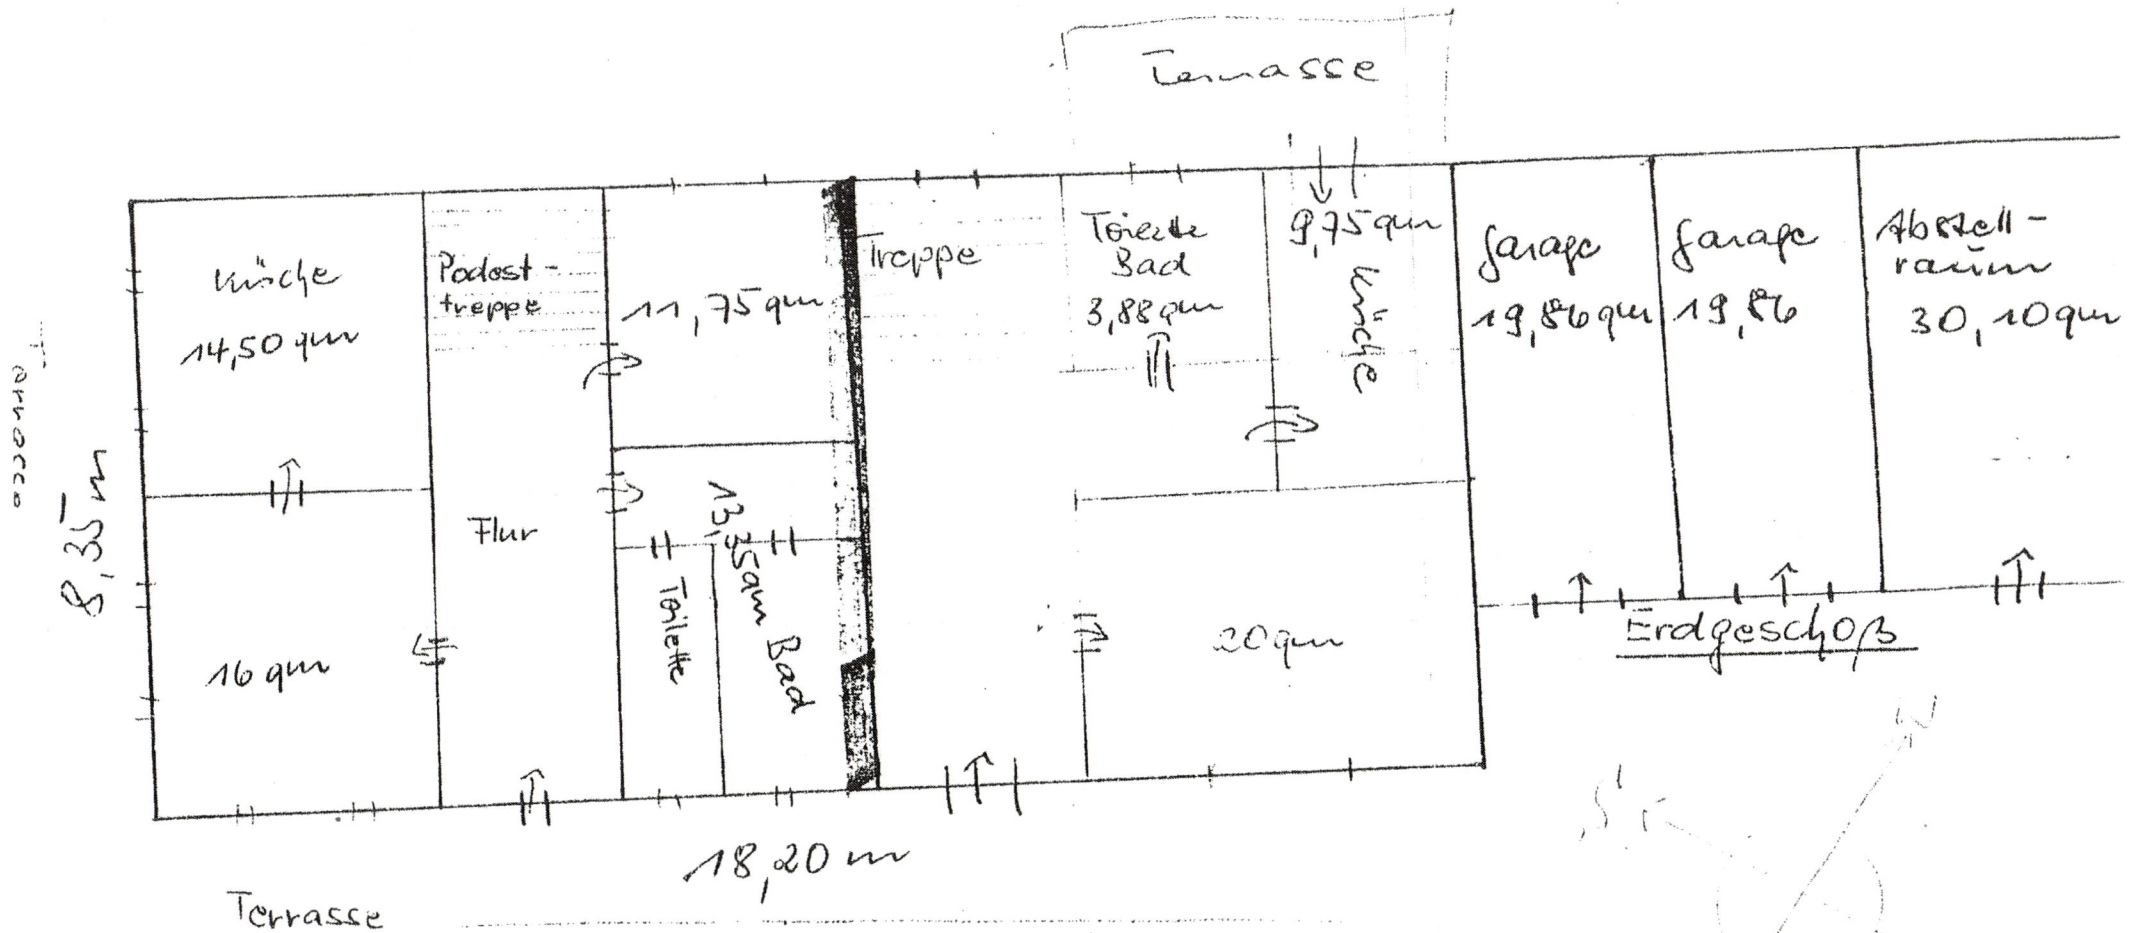 Terrasse
Küche
14,50 qm
Podest-
treppe
11,75 qm
Treppe
Toilette
Bad
3,88 qm
9,75 qm
Küche
Garage
19,86 qm
Garage
19,86
Abstell-
raum
30,10 qm
8,35 m
Flur
13,35 qm
16 qm
Toilette
Bad
20 qm
Erdgeschoß
18,20 m
Terrasse
N